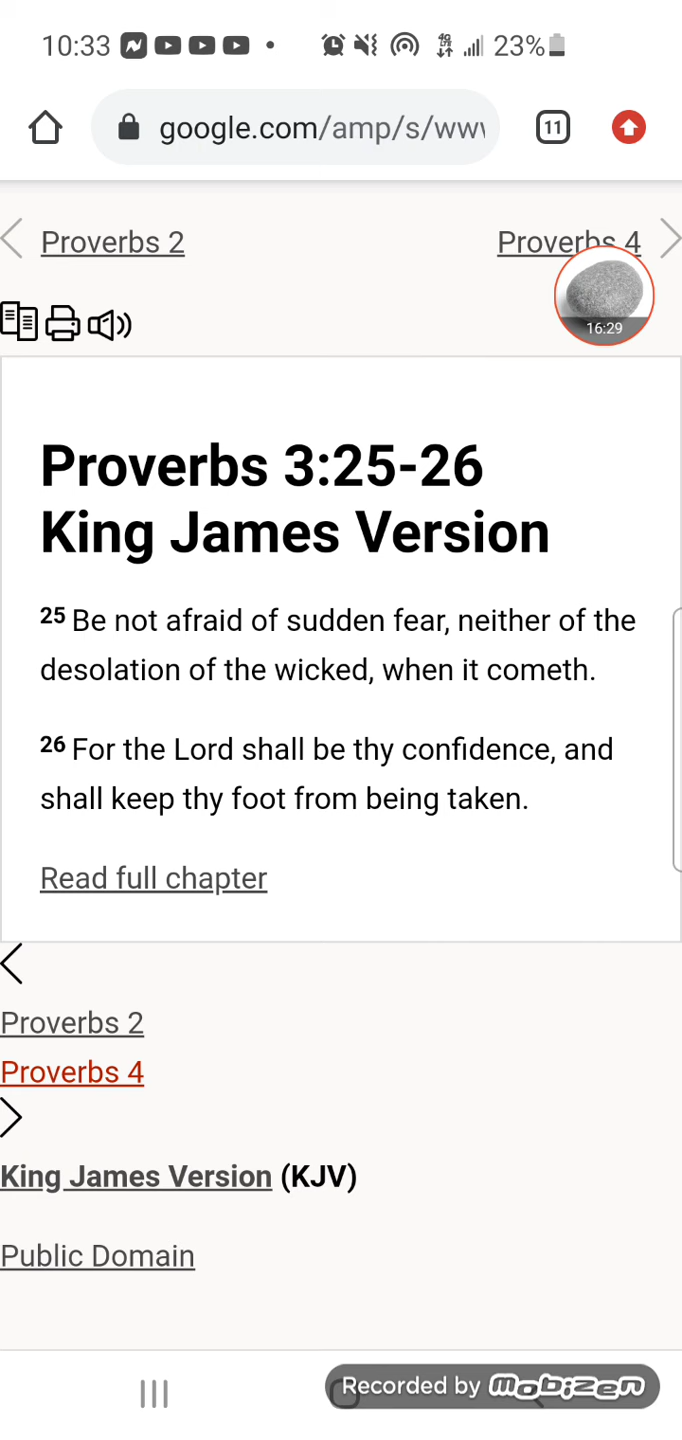 10:33 23%
google.com/amp/s/www
11
Proverbs 2 Proverbs 4
16:29
Proverbs 3:25-26
King James Version
25 Be not afraid of sudden fear, neither of the
desolation of the wicked, when it cometh.
26 For the Lord shall be thy confidence, and
shall keep thy foot from being taken.
Read full chapter
Proverbs 2
Proverbs 4
King James Version (KJV)
Public Domain
Recorded by mobizen